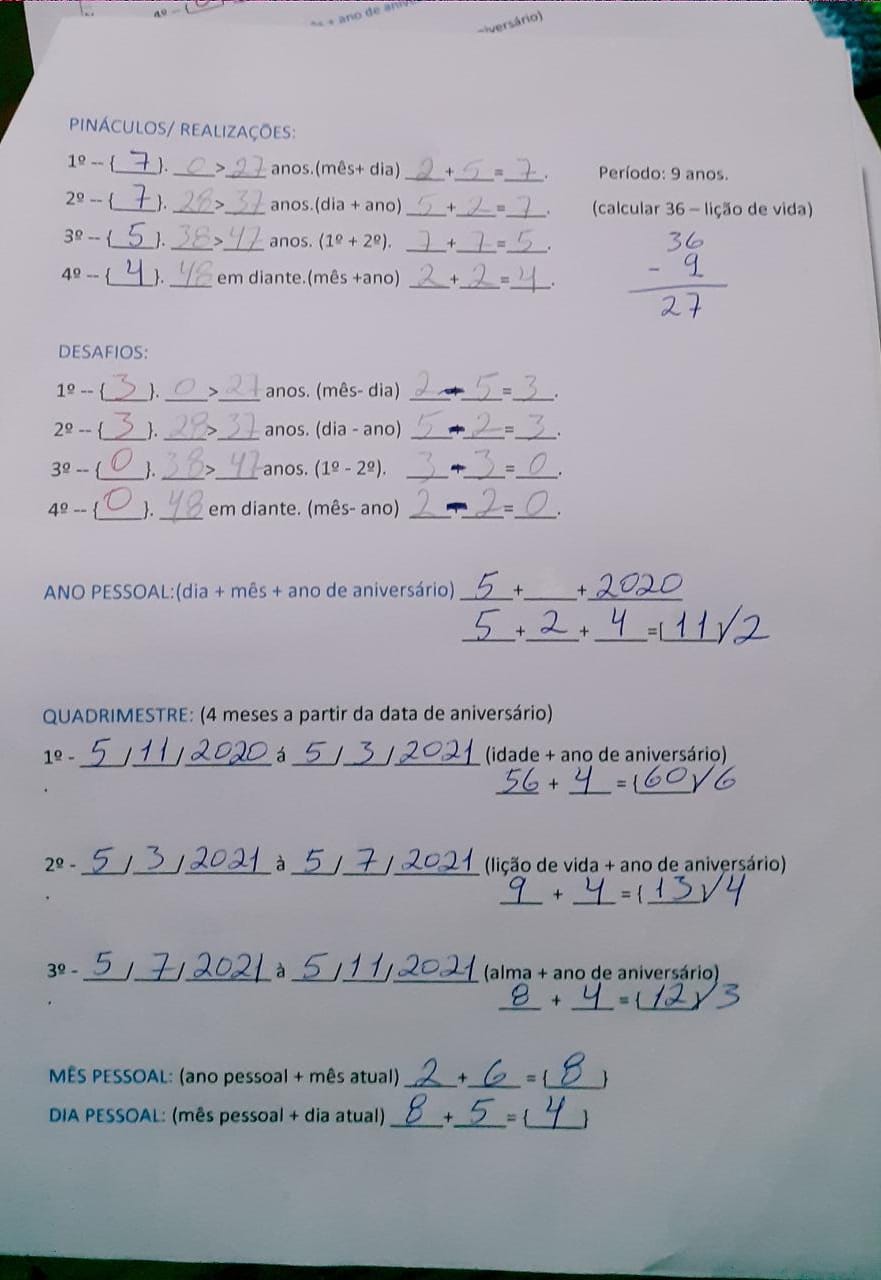 4º – {
+ ano de
iversário)
PINÁCULOS/ REALIZAÇÕES:
1º -- { 7 }. 0 > 27 anos.(mês+ dia) 2 + 5 = 7. Período: 9 anos.
2º -- { 7 }. 28 > 37 anos.(dia + ano) 5 + 2 = 7. (calcular 36 – lição de vida)
3º -- { 5 }. 38 > 47 anos. (1º + 2º). 7 + 7 = 5. 36
4º -- { 4 }. 48 em diante.(mês +ano) 2 + 2 = 4. - 9
27
DESAFIOS:
1º -- { 3 }. 0 > 27 anos. (mês- dia) 2 - 5 = 3.
2º -- { 3 }. 28 > 37 anos. (dia - ano) 5 - 2 = 3.
3º -- { 0 }. 38 > 47 anos. (1º - 2º). 3 - 3 = 0.
4º -- { 0 }. 48 em diante. (mês- ano) 2 - 2 = 0.
ANO PESSOAL:(dia + mês + ano de aniversário) 5 + ____ + 2020
5 + 2 + 4 = { 11 }/ 2
QUADRIMESTRE: (4 meses a partir da data de aniversário)
1º - 5 / 11 / 2020 á 5 / 3 / 2021 (idade + ano de aniversário)
. 56 + 4 = { 60 }/ 6
2º - 5 / 3 / 2021 à 5 / 7 / 2021 (lição de vida + ano de aniversário)
. 9 + 4 = { 13 }/ 4
3º - 5 / 7 / 2021 à 5 / 11 / 2021 (alma + ano de aniversário)
. 8 + 4 = { 12 }/ 3
MÊS PESSOAL: (ano pessoal + mês atual) 2 + 6 = { 8 }
DIA PESSOAL: (mês pessoal + dia atual) 8 + 5 = { 4 }